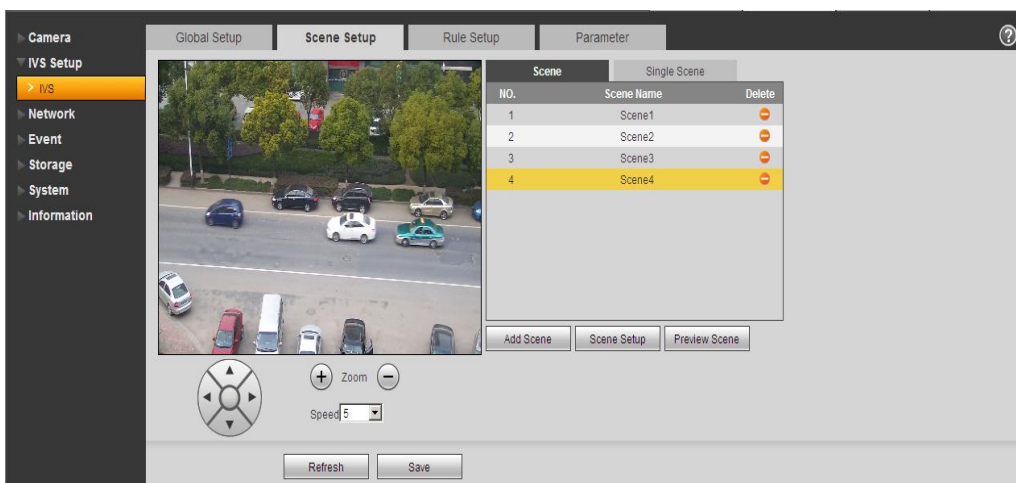 Camera
IVS Setup
> IVS
Network
Event
Storage
System
Information
Global Setup Scene Setup Rule Setup Parameter
?
Scene Single Scene
NO. Scene Name Delete
1 Scene1
2 Scene2
3 Scene3
4 Scene4
Add Scene Scene Setup Preview Scene
+ Zoom −
Speed 5
Refresh Save